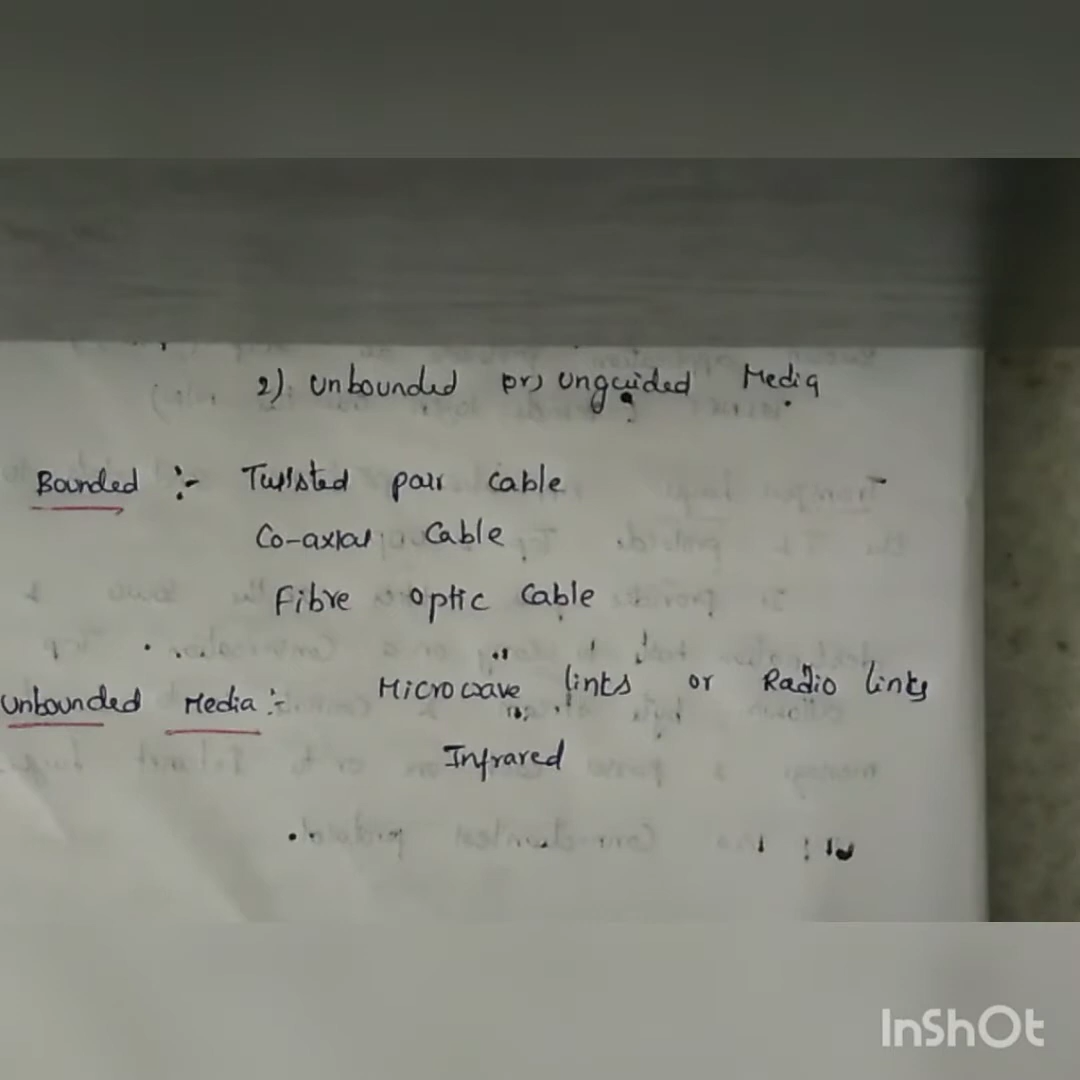 2) Unbounded (or) Unguided Media
Bounded :- Twisted pair cable
Co-axial Cable
Fibre Optic Cable
Unbounded Media :- Microwave links or Radio links
Infrared
InShOt